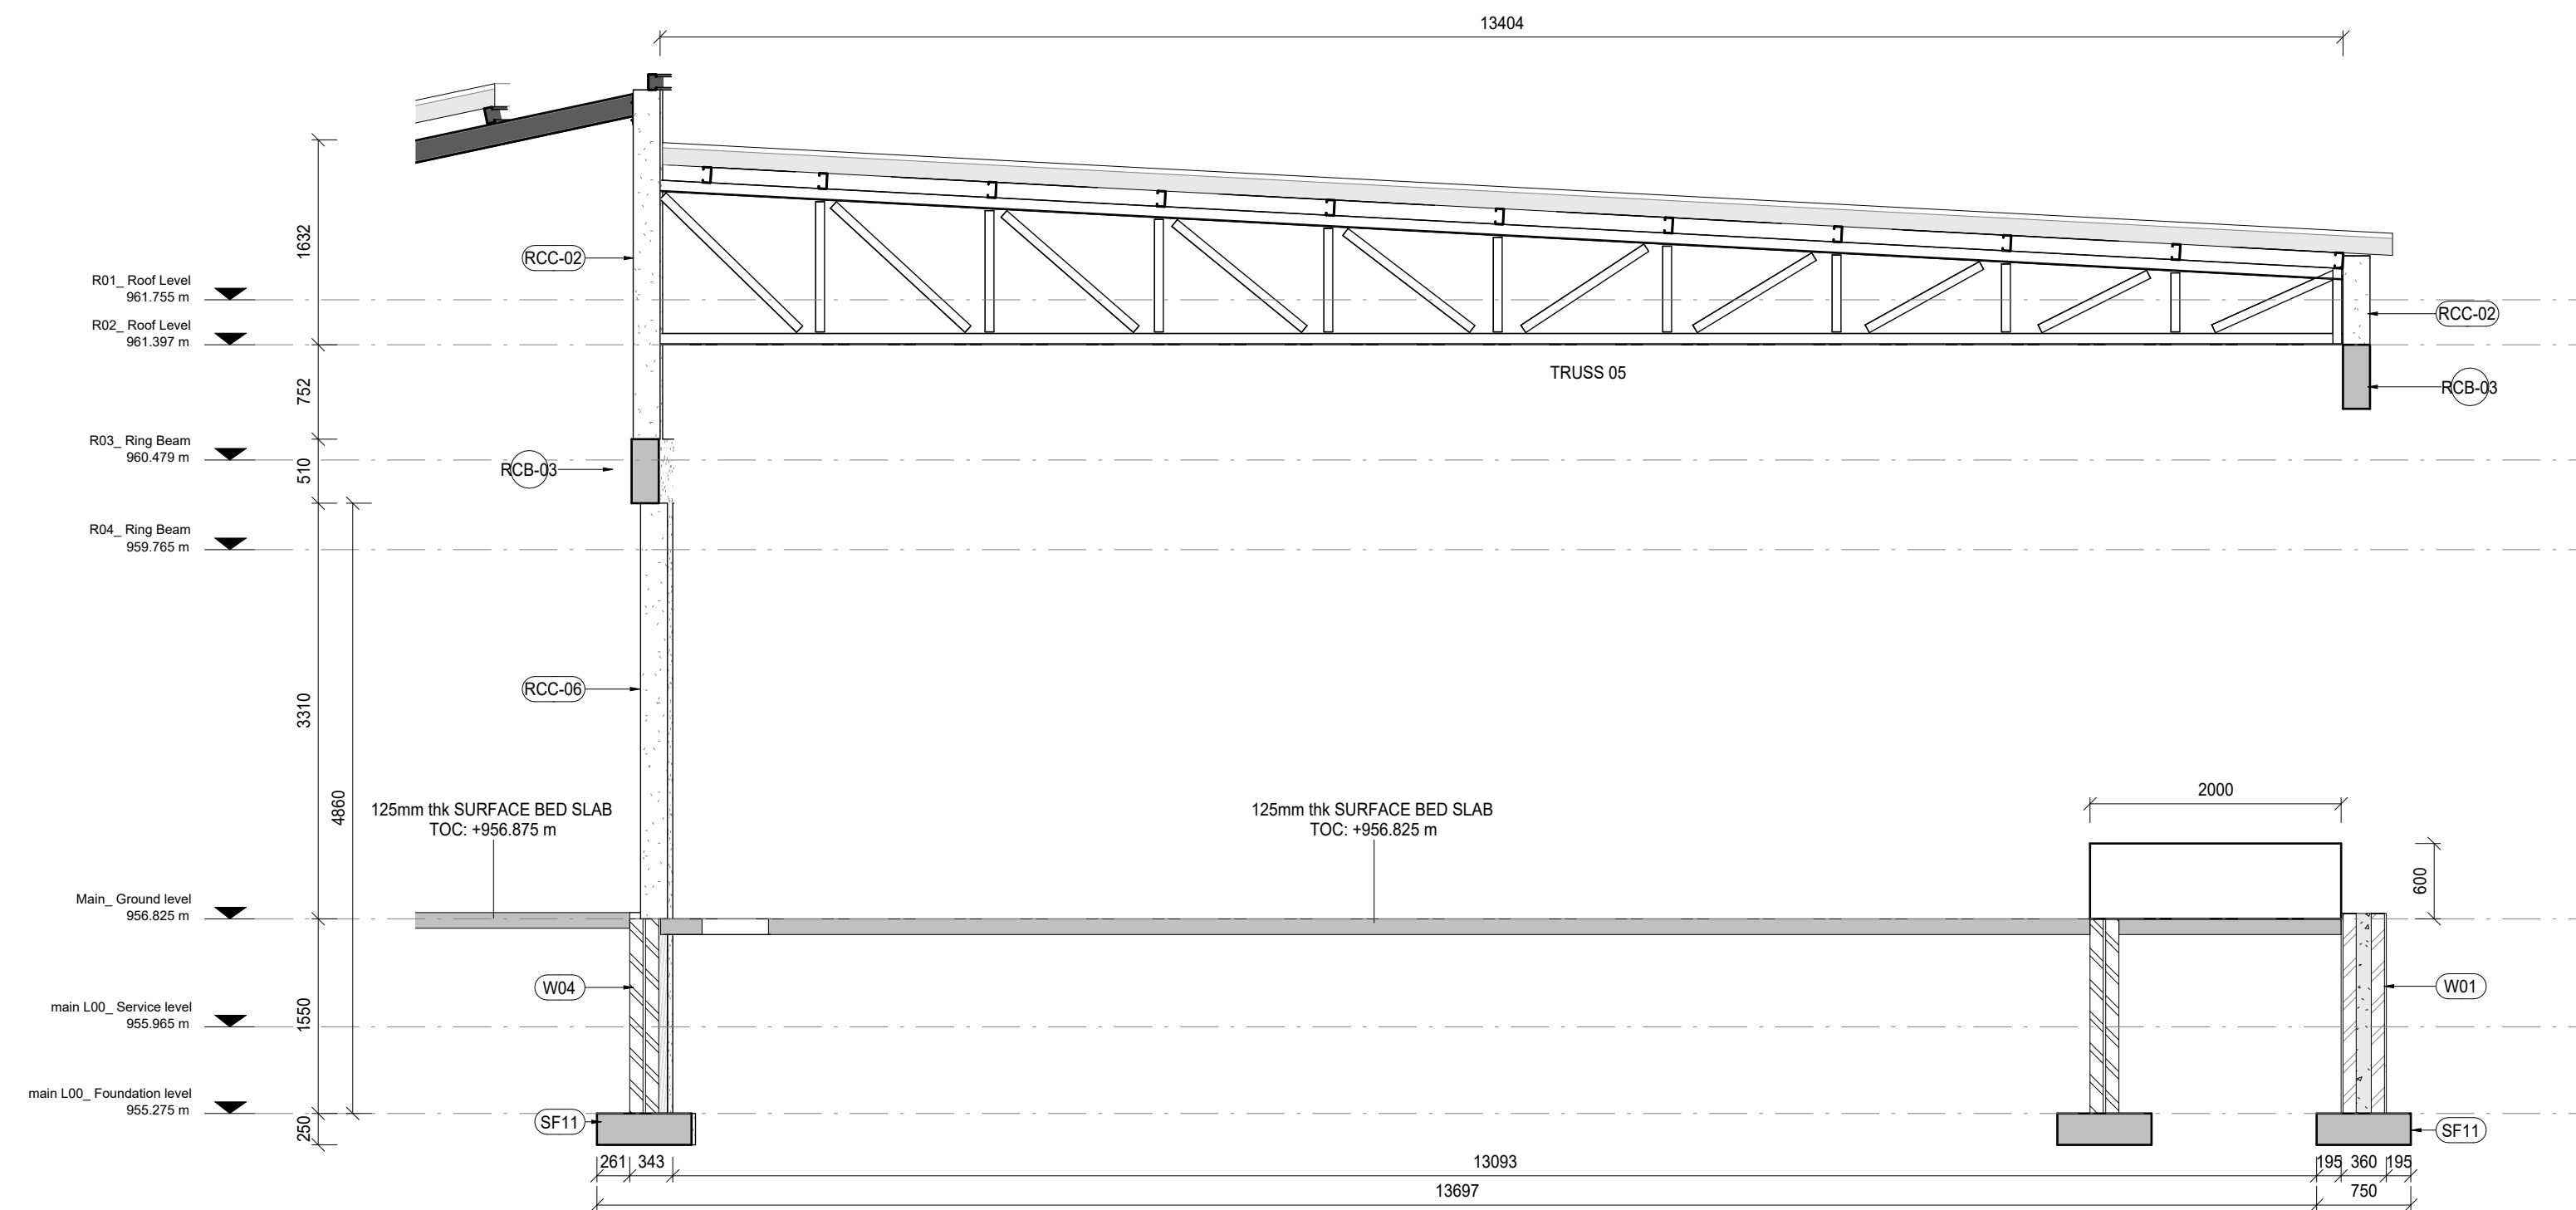 13404
1632
RCC-02
R01_ Roof Level
961.755 m
RCC-02
R02_ Roof Level
961.397 m
TRUSS 05
752
RCB-03
R03_ Ring Beam
960.479 m
510
RCB-03
R04_ Ring Beam
959.765 m
RCC-06
3310
4860
2000
125mm thk SURFACE BED SLAB
TOC: +956.875 m
125mm thk SURFACE BED SLAB
TOC: +956.825 m
600
Main_ Ground level
956.825 m
W04
W01
main L00_ Service level
955.965 m
1550
main L00_ Foundation level
955.275 m
250
SF11
SF11
261
343
13093
195
360
195
13697
750